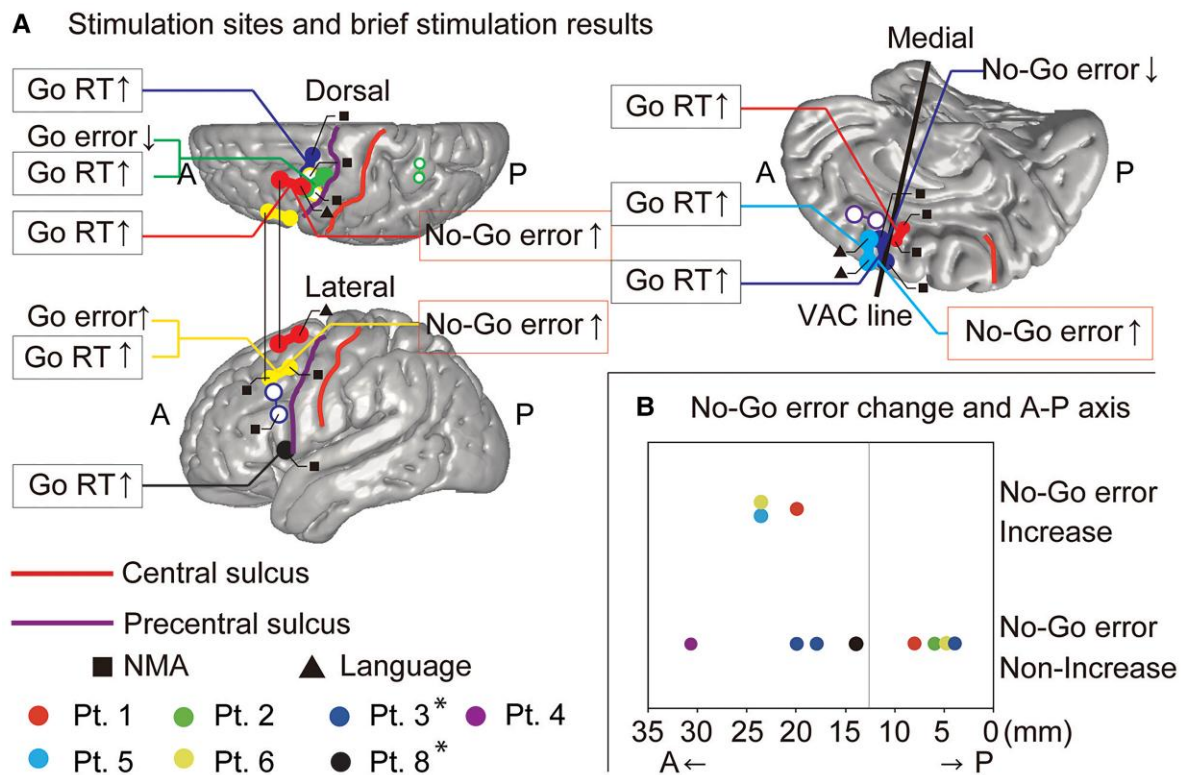 A Stimulation sites and brief stimulation results
Go RT↑
Dorsal
Go error↓
Go RT↑
A
P
Go RT↑
No-Go error↑
Lateral
Go error↑
Go RT↑
No-Go error↑
A
P
Go RT↑
Medial
No-Go error↓
Go RT↑
A
P
Go RT↑
Go RT↑
VAC line
No-Go error↑
Central sulcus
Precentral sulcus
■ NMA ▲ Language
Pt. 1 Pt. 2 Pt. 3* Pt. 4
Pt. 5 Pt. 6 Pt. 8*
B No-Go error change and A-P axis
No-Go error
Increase
No-Go error
Non-Increase
35 30 25 20 15 10 5 0 (mm)
A← → P